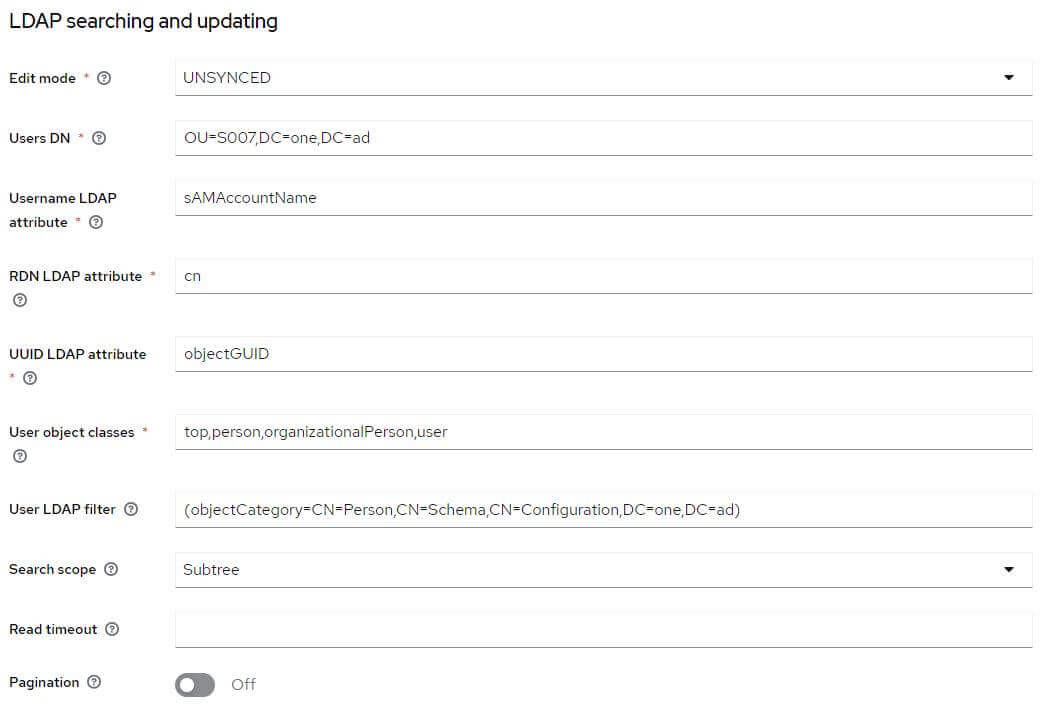 LDAP searching and updating
Edit mode *
UNSYNCED
Users DN *
OU=S007,DC=one,DC=ad
Username LDAP
attribute *
sAMAccountName
RDN LDAP attribute *
cn
UUID LDAP attribute
*
objectGUID
User object classes *
top,person,organizationalPerson,user
User LDAP filter
(objectCategory=CN=Person,CN=Schema,CN=Configuration,DC=one,DC=ad)
Search scope
Subtree
Read timeout
Pagination
Off